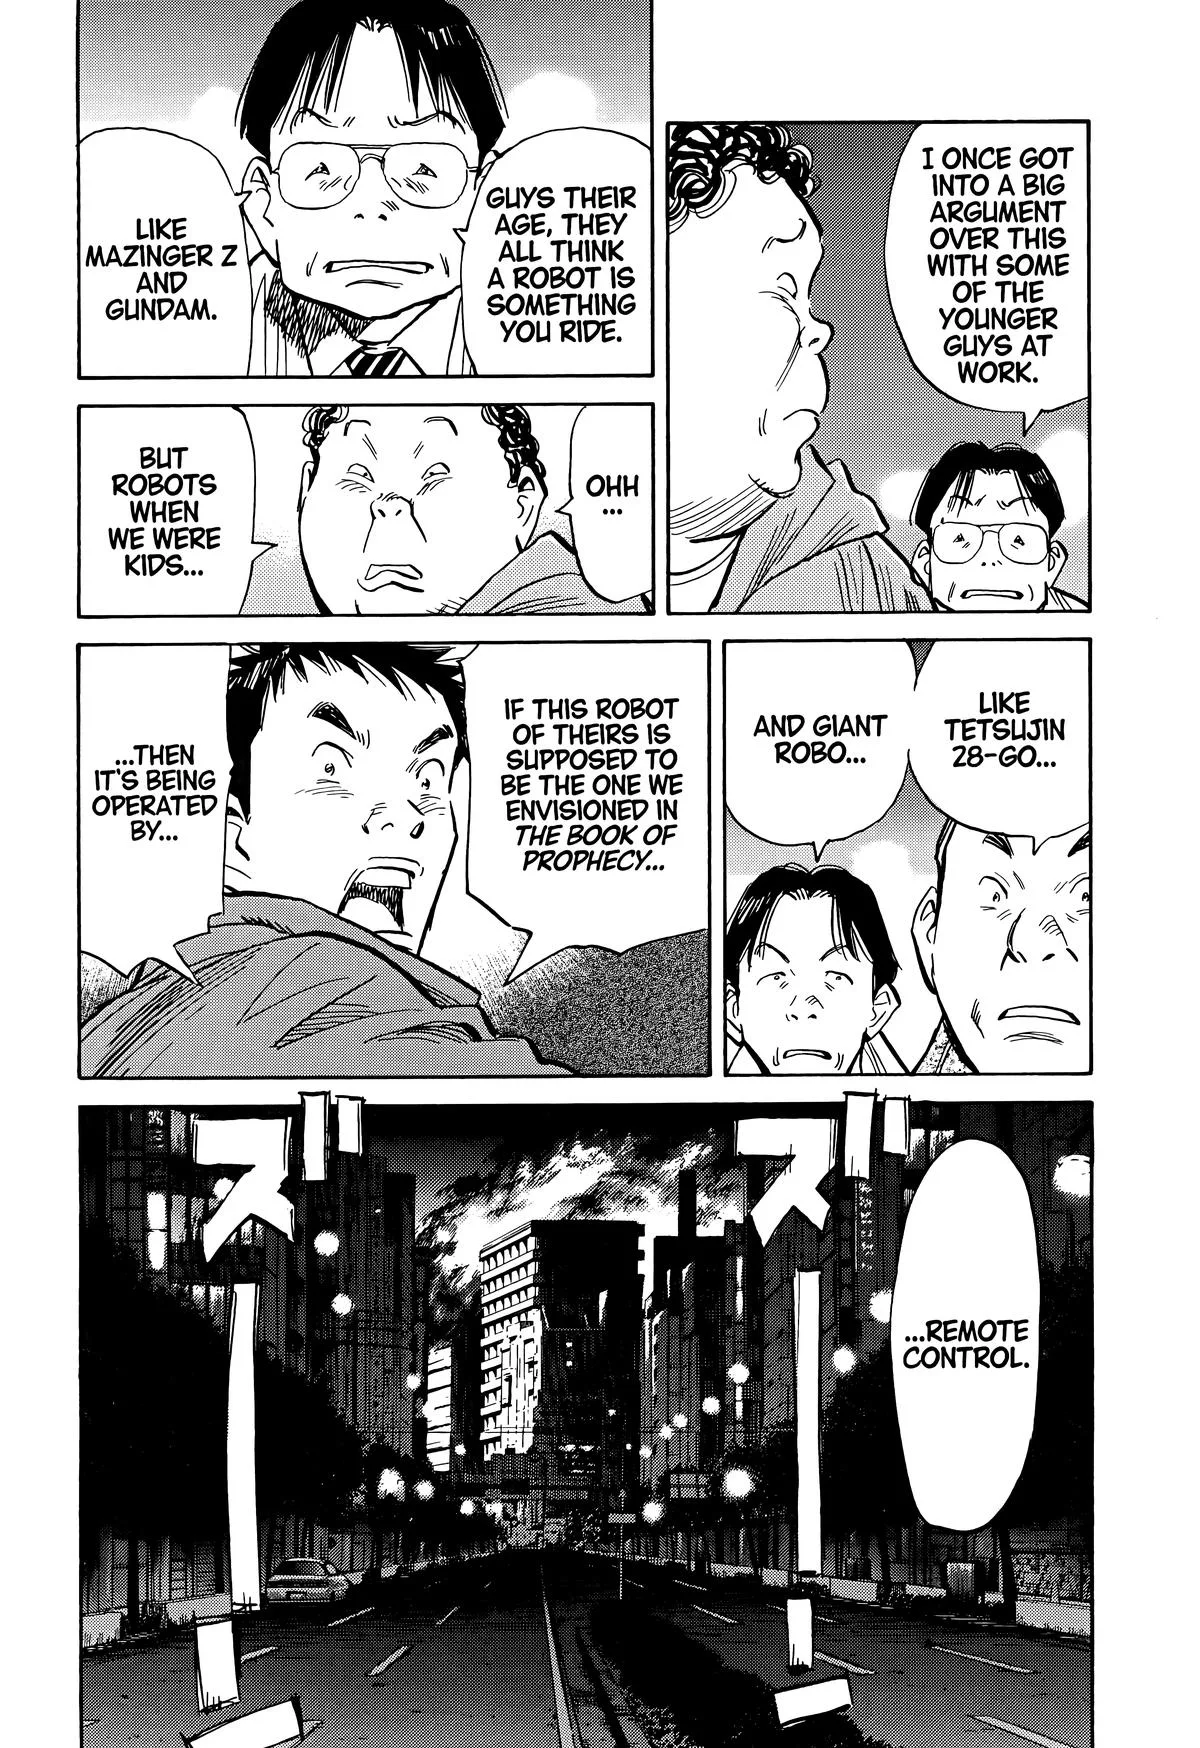 I ONCE GOT
INTO A BIG
ARGUMENT
OVER THIS
WITH SOME
OF THE
YOUNGER
GUYS AT
WORK.
GUYS THEIR
AGE, THEY
ALL THINK
A ROBOT IS
SOMETHING
YOU RIDE.
LIKE
MAZINGER Z
AND
GUNDAM.
OHH
...
BUT
ROBOTS
WHEN
WE WERE
KIDS...
LIKE
TETSUJIN
28-GO...
AND GIANT
ROBO...
IF THIS ROBOT
OF THEIRS IS
SUPPOSED TO
BE THE ONE WE
ENVISIONED IN
THE BOOK OF
PROPHECY...
...THEN
IT'S BEING
OPERATED
BY...
...REMOTE
CONTROL.